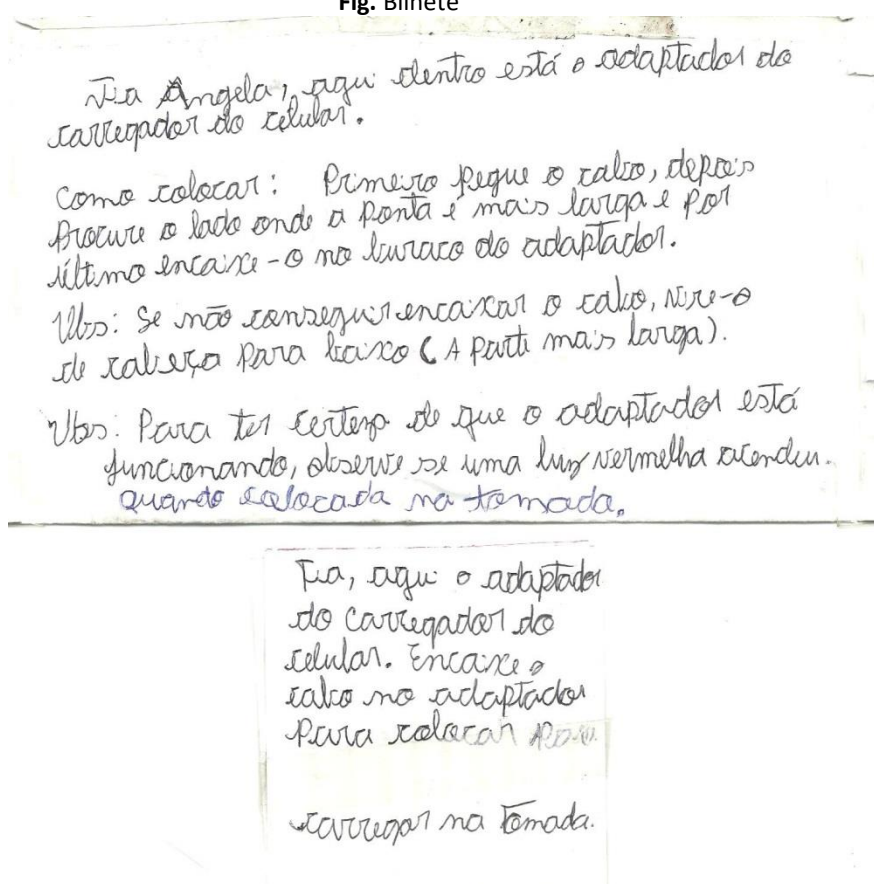 Fig. Bilhete
Tia Angela, aqui dentro está o adaptador do
carregador do celular.
Como colocar: Primeiro pegue o cabo, depois
Procure o lado onde a Ponta é mais larga e por
último encaixe-o no buraco do adaptador.
Obs: Se não conseguir encaixar o cabo, Vire-o
de cabeça Para baixo (A parte mais larga).
Obs: Para ter certeza de que o adaptador está
funcionando, observe se uma luz vermelha acendeu.
quando colocada na tomada.
Tia, aqui o adaptador
do carregador do
celular. Encaixe o
cabo no adaptador
Para colocar
carregar na tomada.